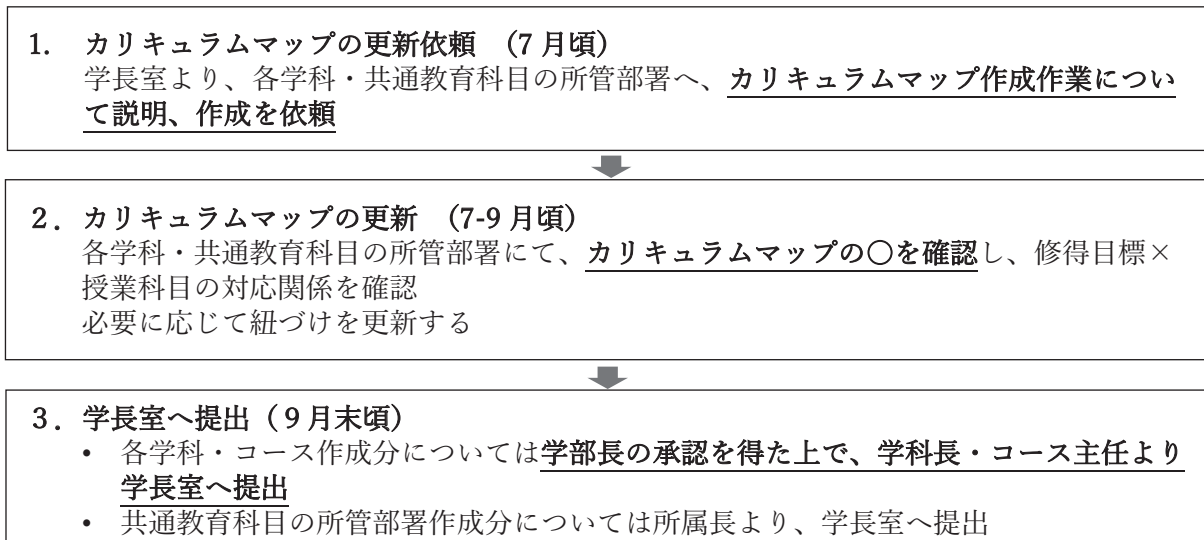 1. カリキュラムマップの更新依頼 (7月頃)
学長室より、各学科・共通教育科目の所管部署へ、カリキュラムマップ作成作業につい
て説明、作成を依頼
2. カリキュラムマップの更新 (7-9月頃)
各学科・共通教育科目の所管部署にて、カリキュラムマップの○を確認し、修得目標×
授業科目の対応関係を確認
必要に応じて紐づけを更新する
3. 学長室へ提出(9月末頃)
• 各学科・コース作成分については学部長の承認を得た上で、学科長・コース主任より
学長室へ提出
• 共通教育科目の所管部署作成分については所属長より、学長室へ提出